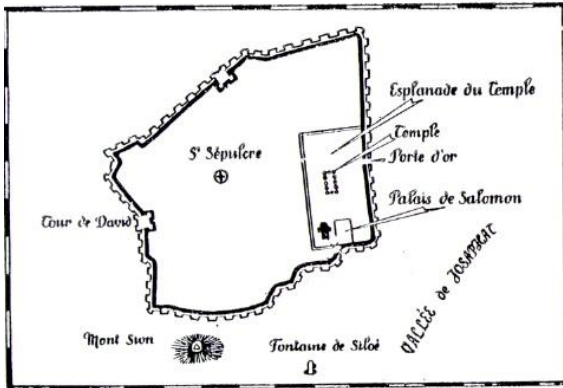 Esplanade du Temple
Temple
St Sépulcre
Porte d'or
Palais de Salomon
Tour de David
VALLÉE de JOSAPHAT
Mont Sion
Fontaine de Siloé